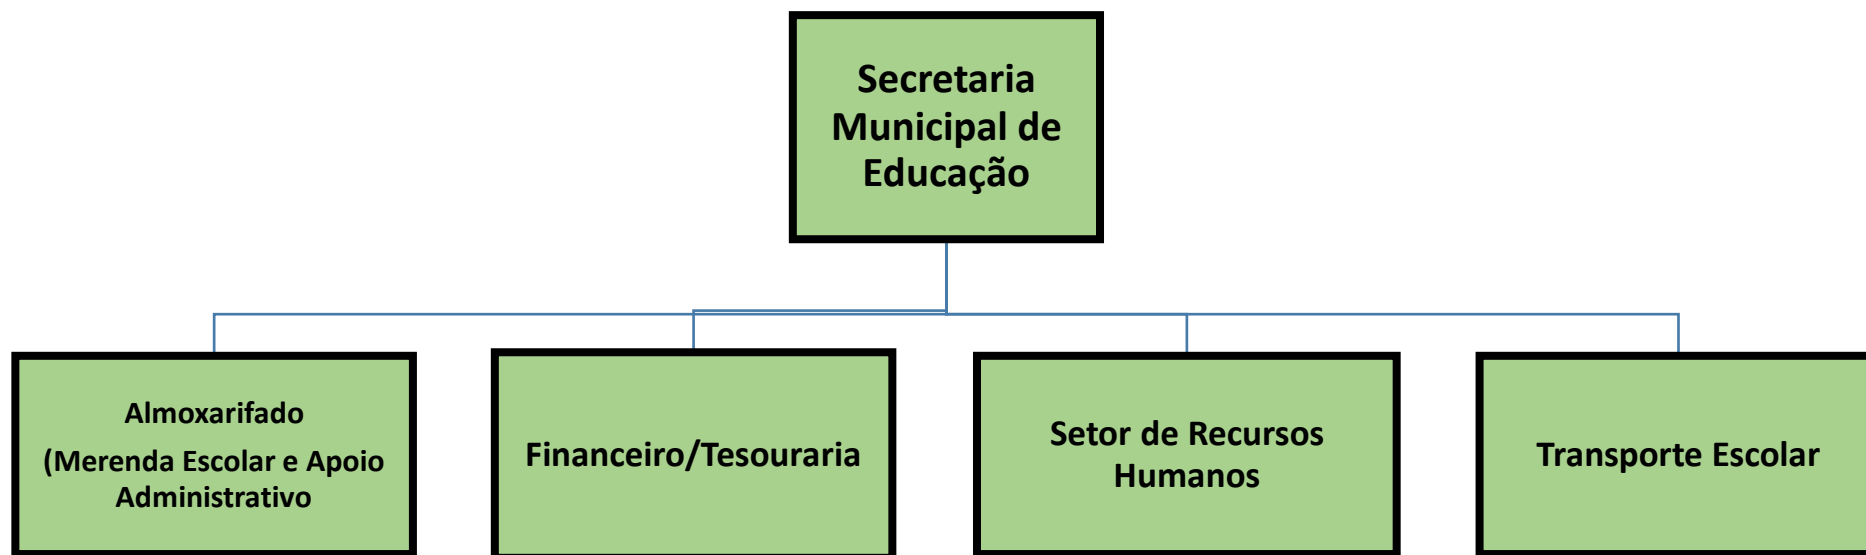 Secretaria
Municipal de
Educação
Almoxarifado
(Merenda Escolar e Apoio
Administrativo
Financeiro/Tesouraria
Setor de Recursos
Humanos
Transporte Escolar